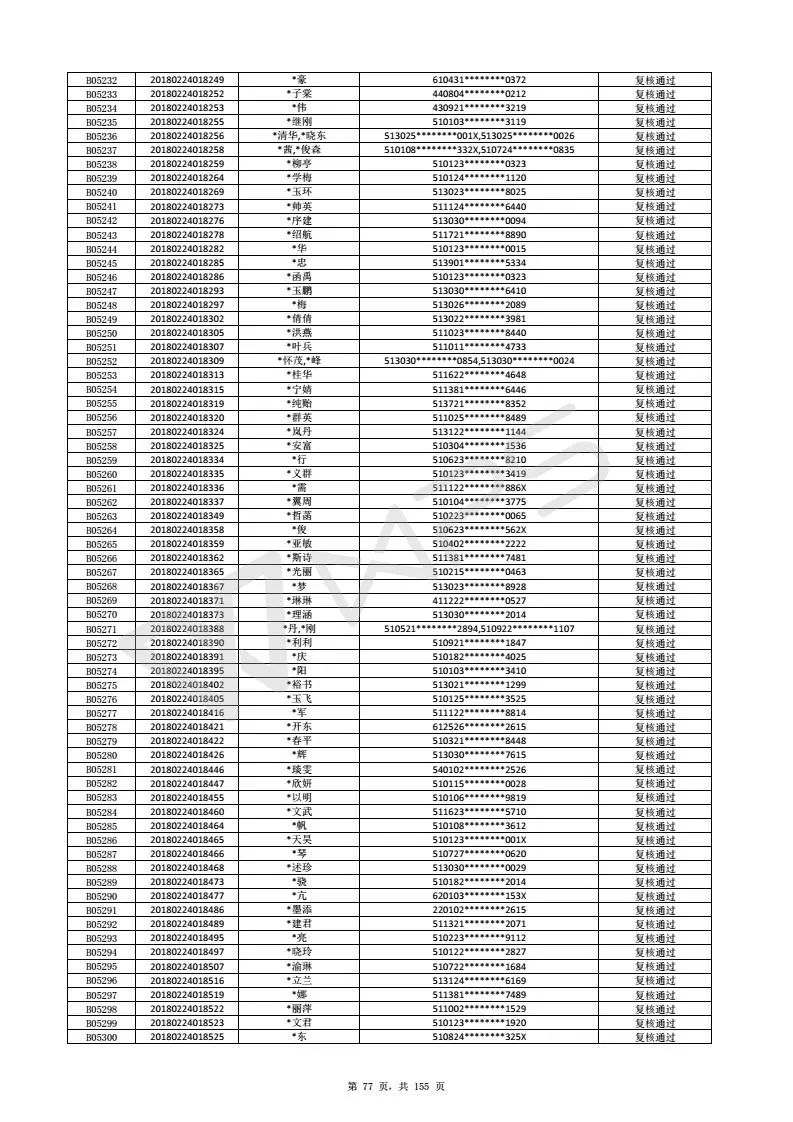 B05232 20180224018249 *豪 610431********0372 复核通过
B05233 20180224018252 *子棠 440804********0212 复核通过
B05234 20180224018253 *伟 430921********3219 复核通过
B05235 20180224018255 *继刚 510103********3119 复核通过
B05236 20180224018256 *清华,*晓东 513025********001X,513025********0026 复核通过
B05237 20180224018258 *茜,*俊森 510108********332X,510724********0835 复核通过
B05238 20180224018259 *柳亭 510123********0323 复核通过
B05239 20180224018264 *学梅 510124********1120 复核通过
B05240 20180224018269 *玉环 513023********8025 复核通过
B05241 20180224018273 *帅英 511124********6440 复核通过
B05242 20180224018276 *序建 513030********0094 复核通过
B05243 20180224018278 *绍航 511721********8890 复核通过
B05244 20180224018282 *华 510123********0015 复核通过
B05245 20180224018285 *忠 513901********5334 复核通过
B05246 20180224018286 *函禹 510123********0323 复核通过
B05247 20180224018293 *玉鹏 513030********6410 复核通过
B05248 20180224018297 *梅 513026********2089 复核通过
B05249 20180224018302 *倩倩 513022********3981 复核通过
B05250 20180224018305 *洪燕 511023********8440 复核通过
B05251 20180224018307 *叶兵 511011********4733 复核通过
B05252 20180224018309 *怀茂,*峰 513030********0854,513030********0024 复核通过
B05253 20180224018313 *桂华 511622********4648 复核通过
B05254 20180224018315 *宁婧 511381********6446 复核通过
B05255 20180224018319 *纯贻 513721********8352 复核通过
B05256 20180224018320 *群英 511025********8489 复核通过
B05257 20180224018324 *岚丹 513122********1144 复核通过
B05258 20180224018325 *安富 510304********1536 复核通过
B05259 20180224018334 *行 510623********8210 复核通过
B05260 20180224018335 *义群 510123********3419 复核通过
B05261 20180224018336 *需 511122********886X 复核通过
B05262 20180224018337 *翼周 510104********3775 复核通过
B05263 20180224018349 *哲菡 510223********0065 复核通过
B05264 20180224018358 *俊 510623********562X 复核通过
B05265 20180224018359 *亚敏 510402********2222 复核通过
B05266 20180224018362 *斯诗 511381********7481 复核通过
B05267 20180224018365 *光丽 510215********0463 复核通过
B05268 20180224018367 *梦 513023********8928 复核通过
B05269 20180224018371 *琳琳 411222********0527 复核通过
B05270 20180224018373 *理涵 513030********2014 复核通过
B05271 20180224018388 *丹,*刚 510521********2894,510922********1107 复核通过
B05272 20180224018390 *利利 510921********1847 复核通过
B05273 20180224018391 *庆 510182********4025 复核通过
B05274 20180224018395 *阳 510103********3410 复核通过
B05275 20180224018402 *裕书 513021********1299 复核通过
B05276 20180224018405 *玉飞 510125********3525 复核通过
B05277 20180224018416 *军 511122********8814 复核通过
B05278 20180224018421 *开东 612526********2615 复核通过
B05279 20180224018422 *春平 510321********8448 复核通过
B05280 20180224018426 *辉 513030********7615 复核通过
B05281 20180224018446 *琰雯 540102********2526 复核通过
B05282 20180224018447 *欣妍 510115********0028 复核通过
B05283 20180224018455 *以明 510106********9819 复核通过
B05284 20180224018460 *文武 511623********5710 复核通过
B05285 20180224018464 *帆 510108********3612 复核通过
B05286 20180224018465 *天昊 510123********001X 复核通过
B05287 20180224018466 *琴 510727********0620 复核通过
B05288 20180224018468 *述珍 513030********0029 复核通过
B05289 20180224018473 *骁 510182********2014 复核通过
B05290 20180224018477 *亢 620103********153X 复核通过
B05291 20180224018486 *墨添 220102********2615 复核通过
B05292 20180224018489 *建君 511321********2071 复核通过
B05293 20180224018495 *亮 510223********9112 复核通过
B05294 20180224018497 *晓玲 510122********2827 复核通过
B05295 20180224018507 *渝琳 510722********1684 复核通过
B05296 20180224018516 *立兰 513124********6169 复核通过
B05297 20180224018519 *娜 511381********7489 复核通过
B05298 20180224018522 *丽萍 511002********1529 复核通过
B05299 20180224018523 *文君 510123********1920 复核通过
B05300 20180224018525 *东 510824********325X 复核通过
WPS
第 77 页, 共 155 页